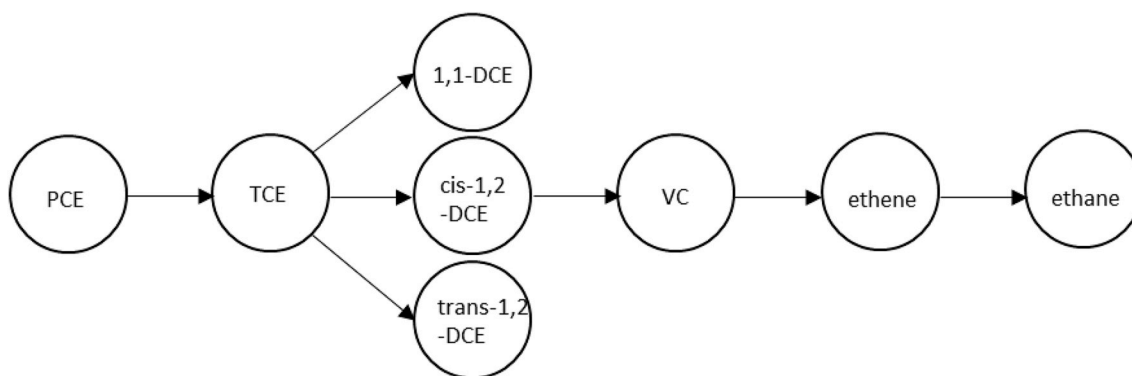 PCE
TCE
1,1-DCE
cis-1,2
-DCE
trans-1,2
-DCE
VC
ethene
ethane